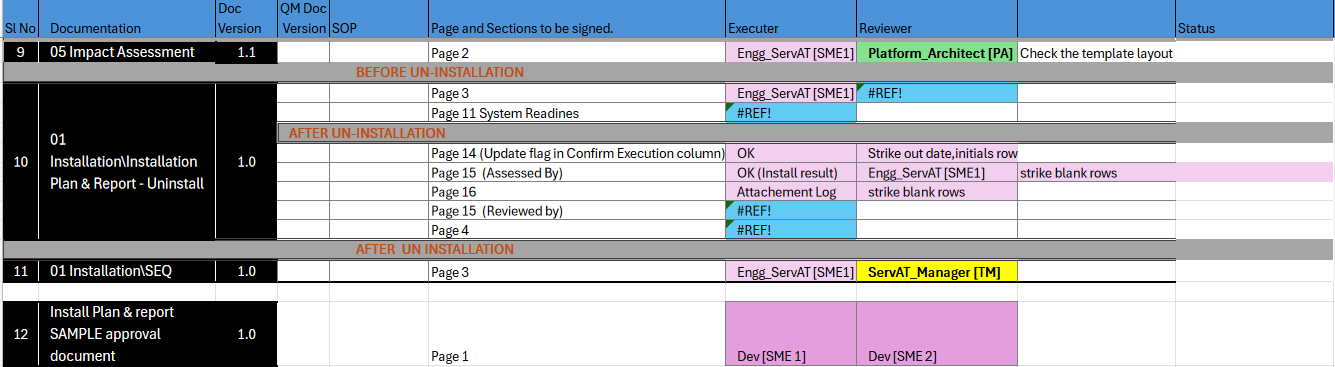 Sl No Documentation Doc Version QM Doc Version SOP Page and Sections to be signed. Executer Reviewer Status
9 05 Impact Assessment 1.1 Page 2 Engg_ServAT [SME1] Platform_Architect [PA] Check the template layout
BEFORE UN-INSTALLATION
10 01 Installation\Installation Plan & Report - Uninstall 1.0
Page 3 Engg_ServAT [SME1] #REF!
Page 11 System Readines #REF!
AFTER UN-INSTALLATION
Page 14 (Update flag in Confirm Execution column) OK Strike out date,initials row
Page 15 (Assessed By) OK (Install result) Engg_ServAT [SME1] strike blank rows
Page 16 Attachement Log strike blank rows
Page 15 (Reviewed by) #REF!
Page 4 #REF!
AFTER UN INSTALLATION
11 01 Installation\SEQ 1.0 Page 3 Engg_ServAT [SME1] ServAT_Manager [TM]
12 Install Plan & report SAMPLE approval document 1.0 Page 1 Dev [SME 1] Dev [SME 2]